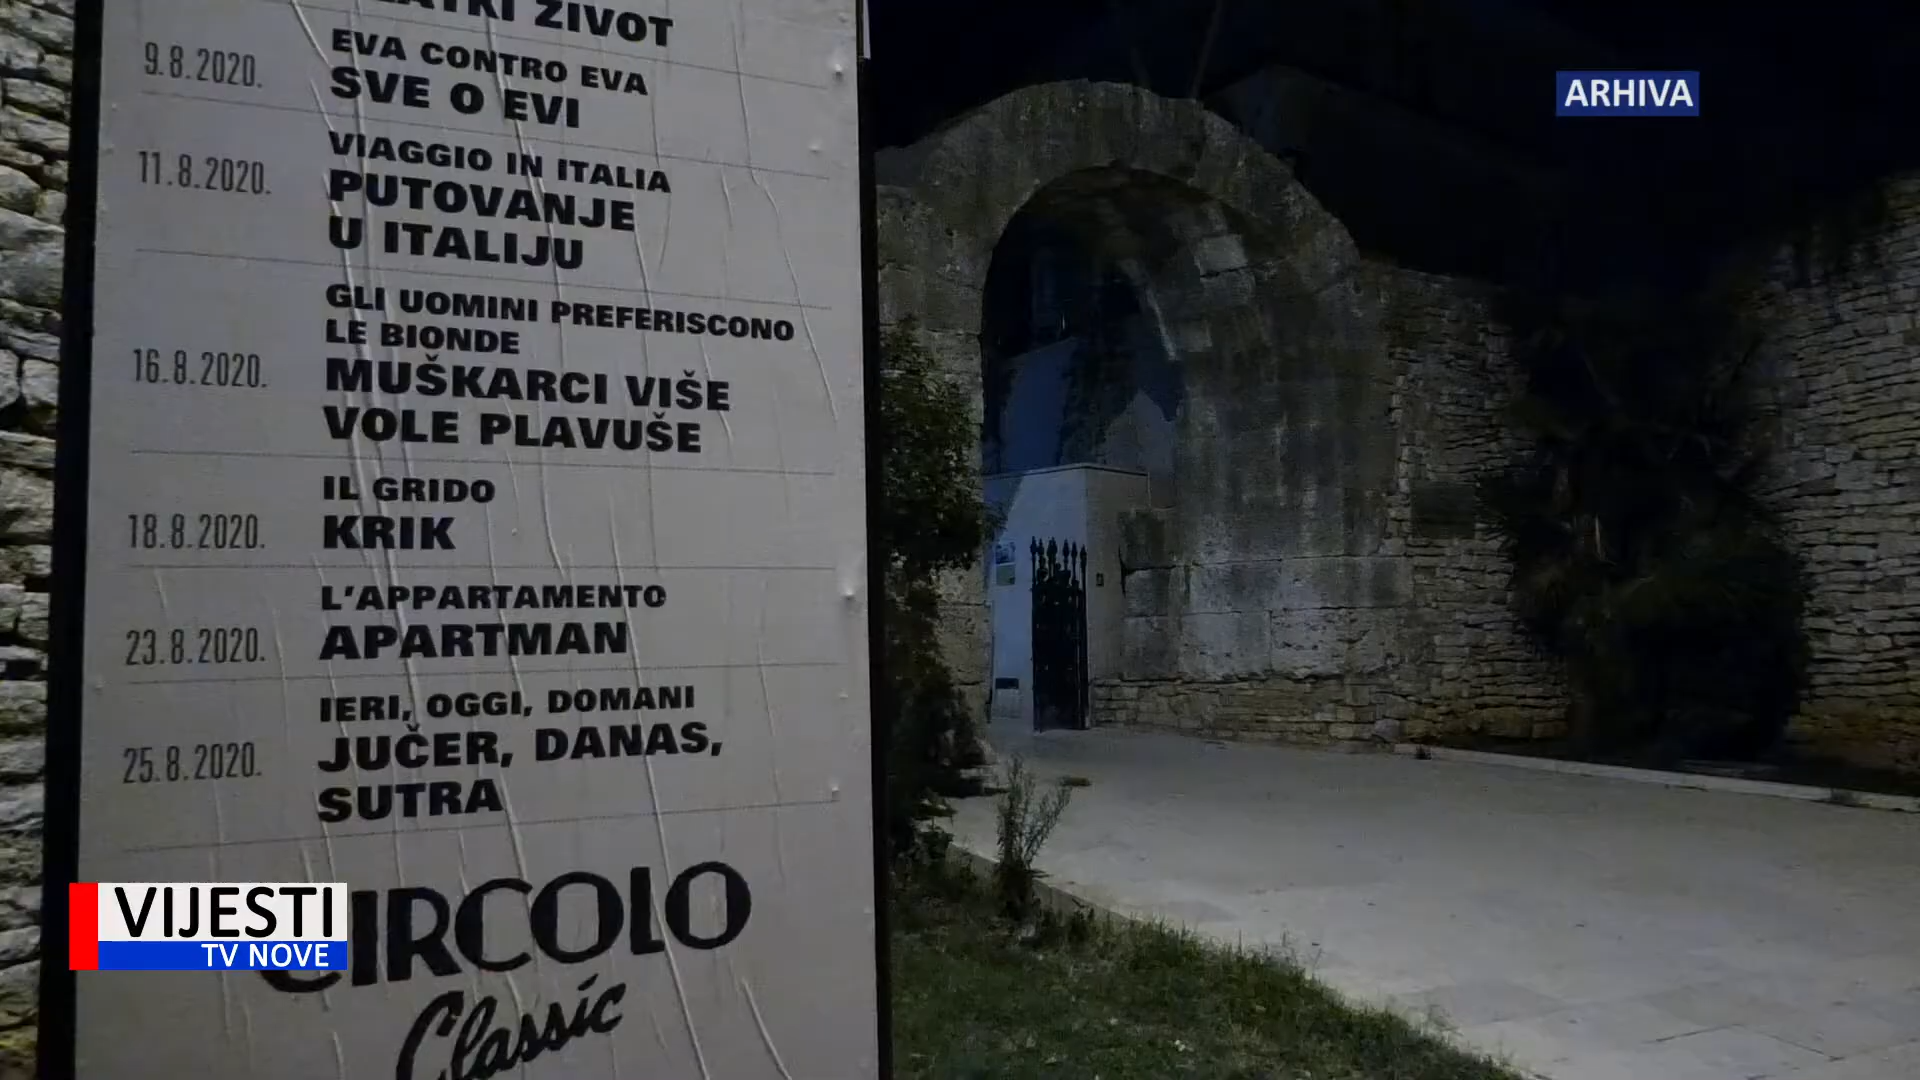 ŽIVOT
9.8.2020.
EVA CONTRO EVA
SVE O EVI
11.8.2020.
VIAGGIO IN ITALIA
PUTOVANJE
U ITALIJU
16.8.2020.
GLI UOMINI PREFERISCONO
LE BIONDE
MUŠKARCI VIŠE
VOLE PLAVUŠE
18.8.2020.
IL GRIDO
KRIK
23.8.2020.
L'APPARTAMENTO
APARTMAN
25.8.2020.
IERI, OGGI, DOMANI
JUČER, DANAS,
SUTRA
CIRCOLO
Classic
ARHIVA
VIJESTI
TV NOVE